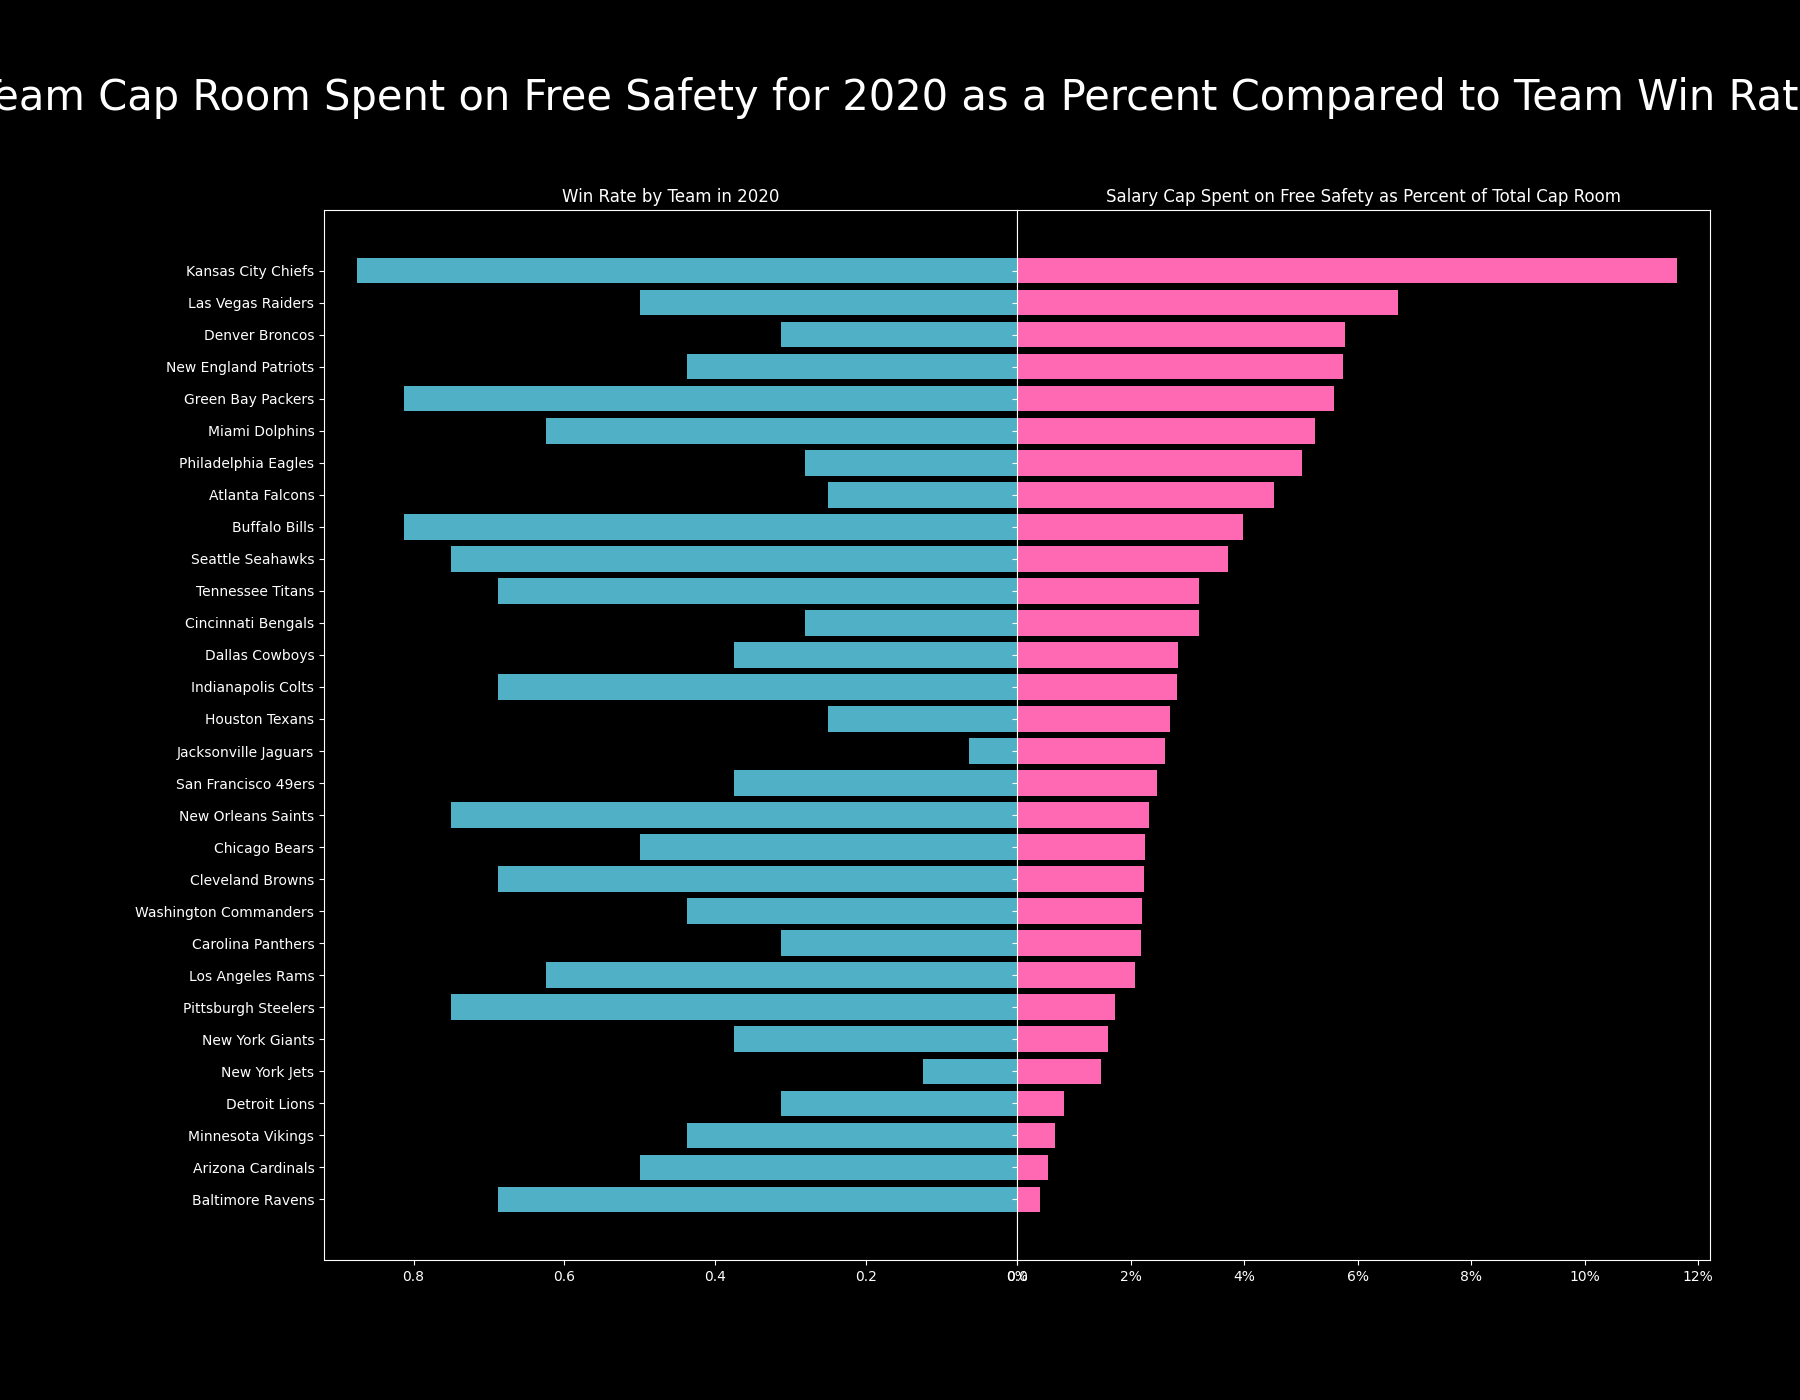 eam Cap Room Spent on Free Safety for 2020 as a Percent Compared to Team Win Rat
Win Rate by Team in 2020
Salary Cap Spent on Free Safety as Percent of Total Cap Room
Kansas City Chiefs
Las Vegas Raiders
Denver Broncos
New England Patriots
Green Bay Packers
Miami Dolphins
Philadelphia Eagles
Atlanta Falcons
Buffalo Bills
Seattle Seahawks
Tennessee Titans
Cincinnati Bengals
Dallas Cowboys
Indianapolis Colts
Houston Texans
Jacksonville Jaguars
San Francisco 49ers
New Orleans Saints
Chicago Bears
Cleveland Browns
Washington Commanders
Carolina Panthers
Los Angeles Rams
Pittsburgh Steelers
New York Giants
New York Jets
Detroit Lions
Minnesota Vikings
Arizona Cardinals
Baltimore Ravens
0.8 0.6 0.4 0.2 0.0
0% 2% 4% 6% 8% 10% 12%